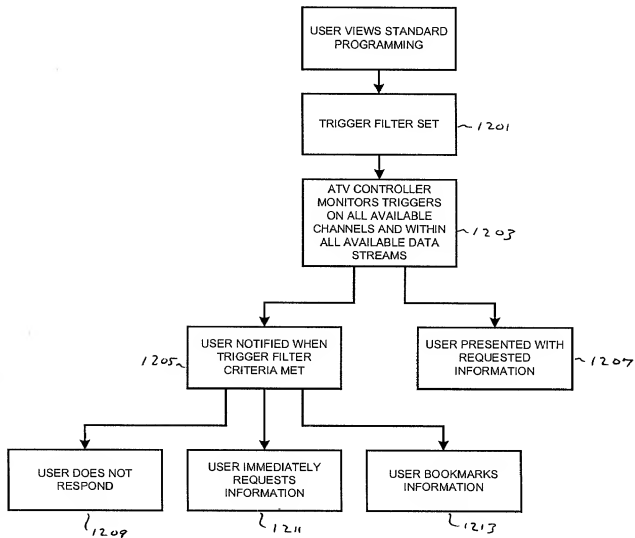 USER VIEWS STANDARD
PROGRAMMING
TRIGGER FILTER SET
1201
ATV CONTROLLER
MONITORS TRIGGERS
ON ALL AVAILABLE
CHANNELS AND WITHIN
ALL AVAILABLE DATA
STREAMS
1203
1205
USER NOTIFIED WHEN
TRIGGER FILTER
CRITERIA MET
USER PRESENTED WITH
REQUESTED
INFORMATION
1207
USER DOES NOT
RESPOND
1209
USER IMMEDIATELY
REQUESTS
INFORMATION
1211
USER BOOKMARKS
INFORMATION
1213